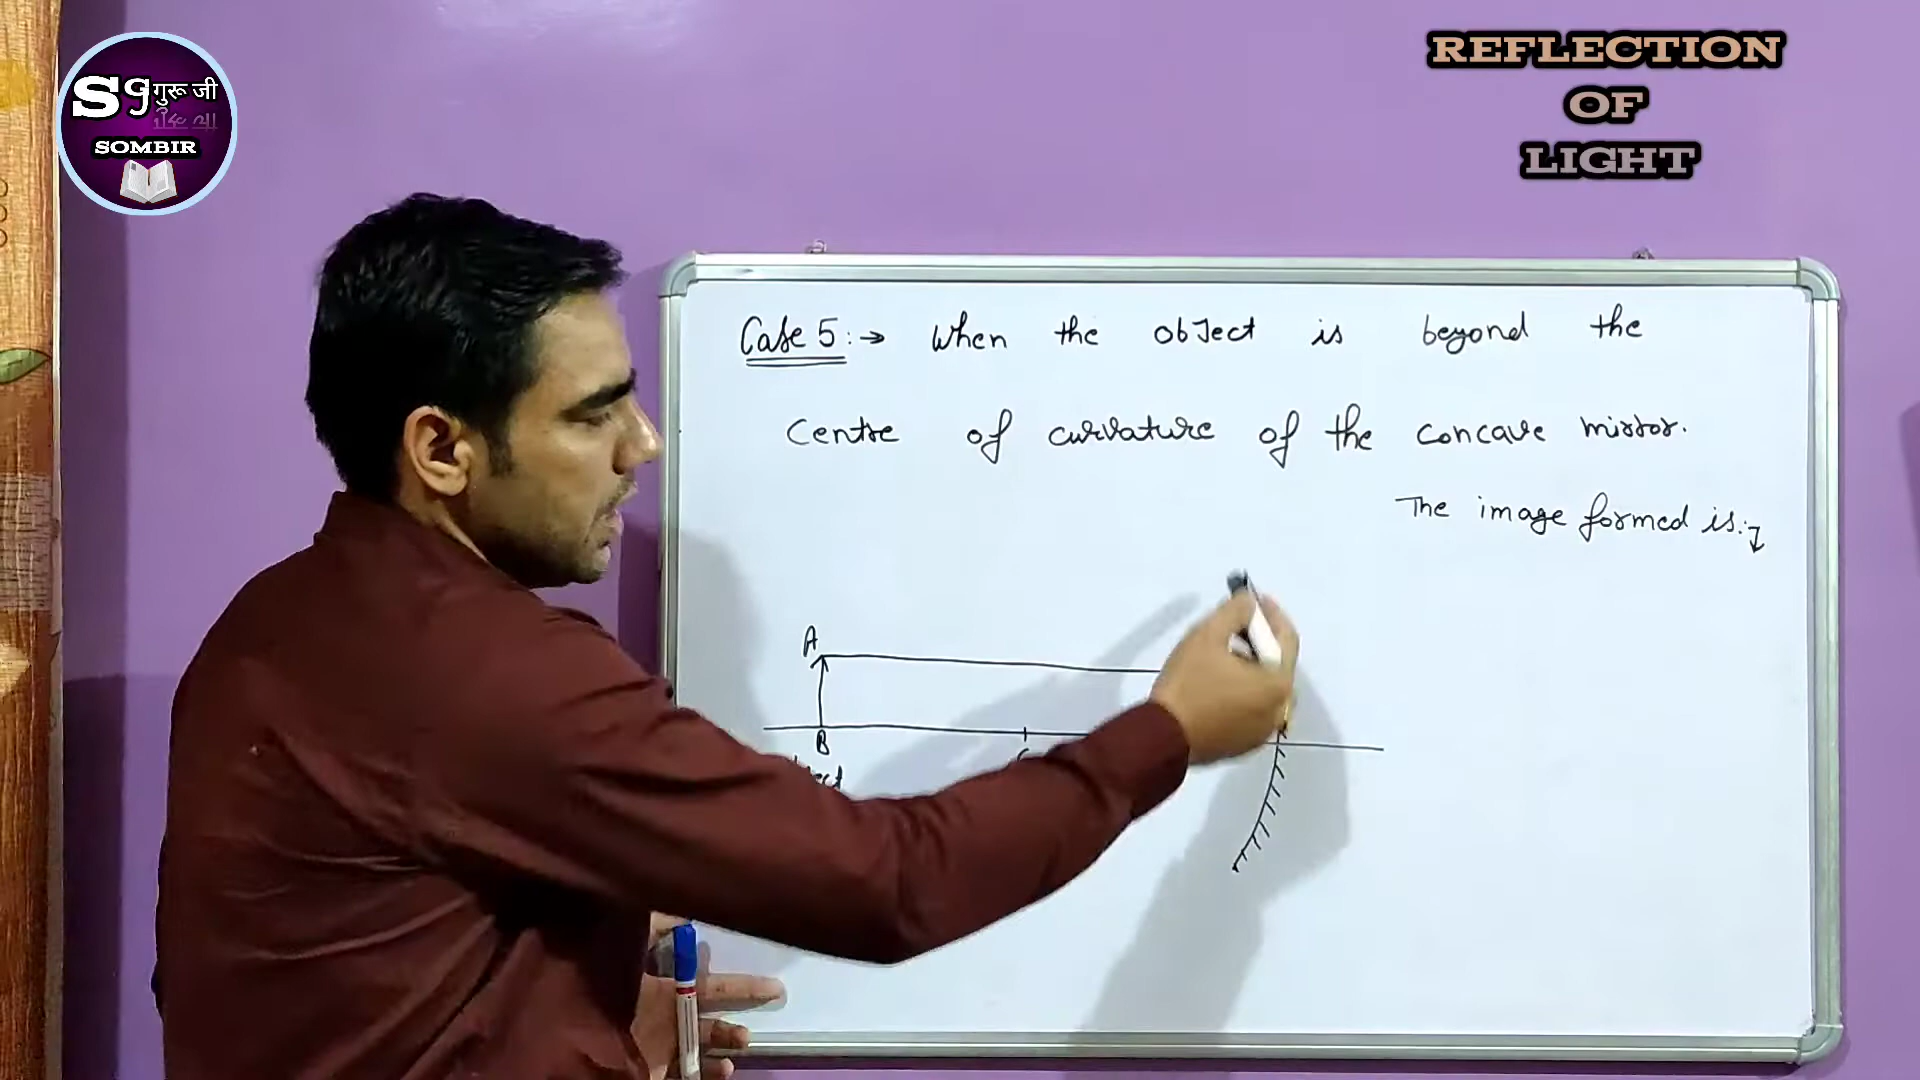 Sg गुरू जी
SOMBIR
REFLECTION
OF
LIGHT
Case 5:→ When the obJect is beyond the
Centre of curvature of the concave mirror.
The image formed is:↓
A
B
C